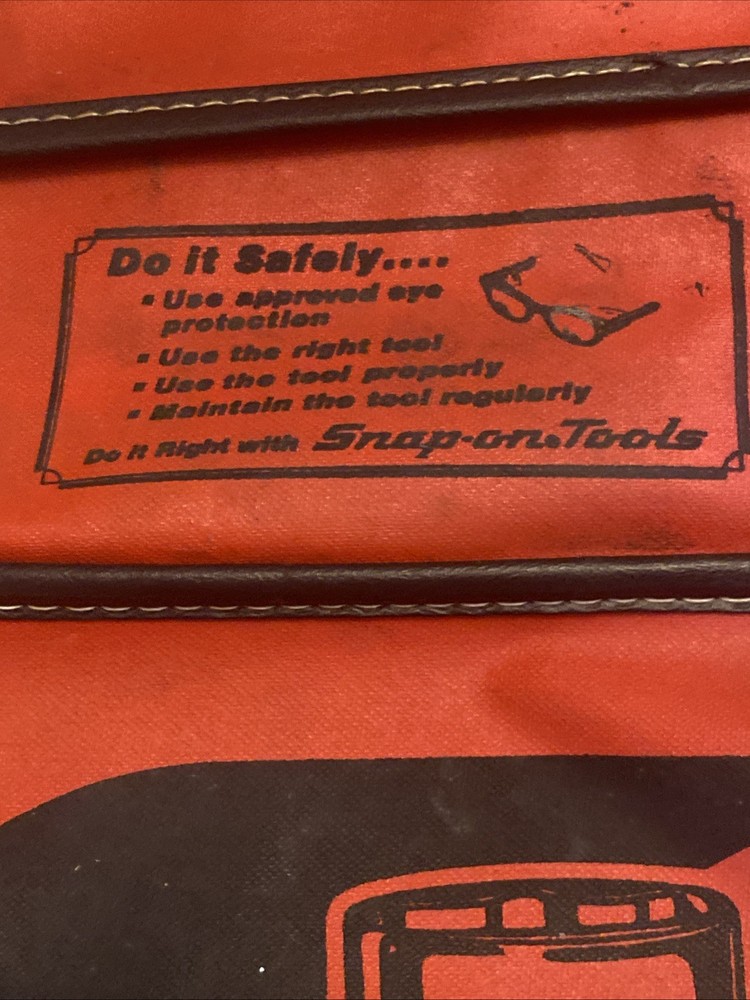 Do it Safely....
▪ Use approved eye
protection
▪ Use the right tool
▪ Use the tool properly
▪ Maintain the tool regularly
Do it Right with Snap-on Tools